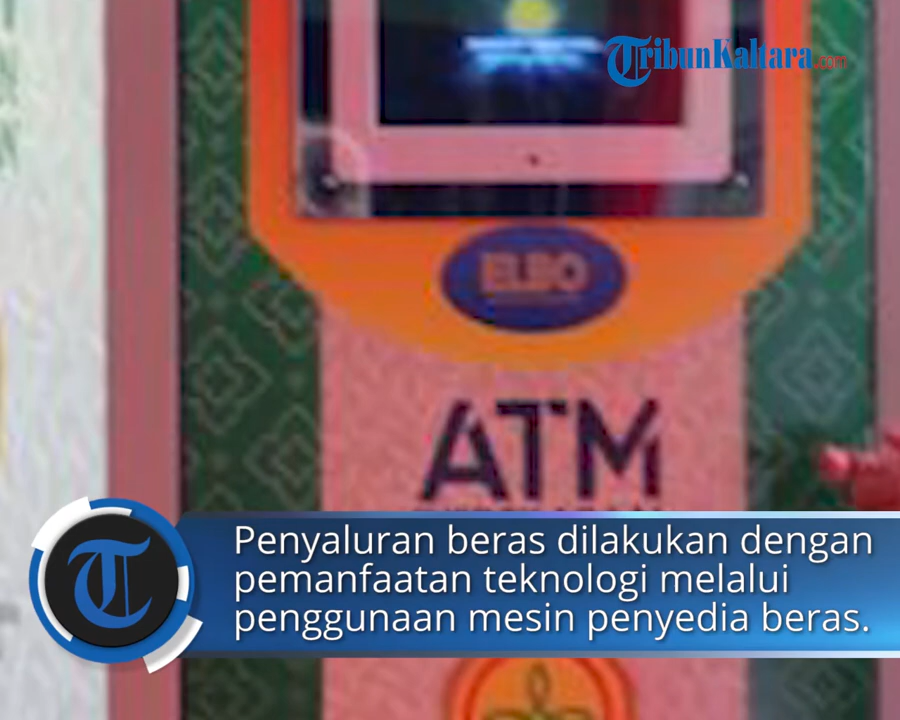 TribunKaltara.com
ELBO
ATM
Penyaluran beras dilakukan dengan
pemanfaatan teknologi melalui
penggunaan mesin penyedia beras.